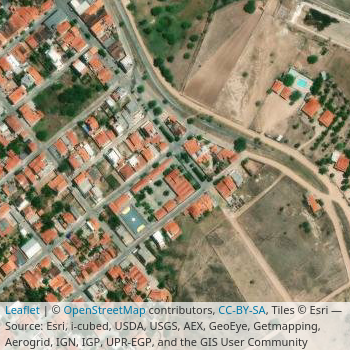 Leaflet | © OpenStreetMap contributors, CC-BY-SA, Tiles © Esri —
Source: Esri, i-cubed, USDA, USGS, AEX, GeoEye, Getmapping,
Aerogrid, IGN, IGP, UPR-EGP, and the GIS User Community